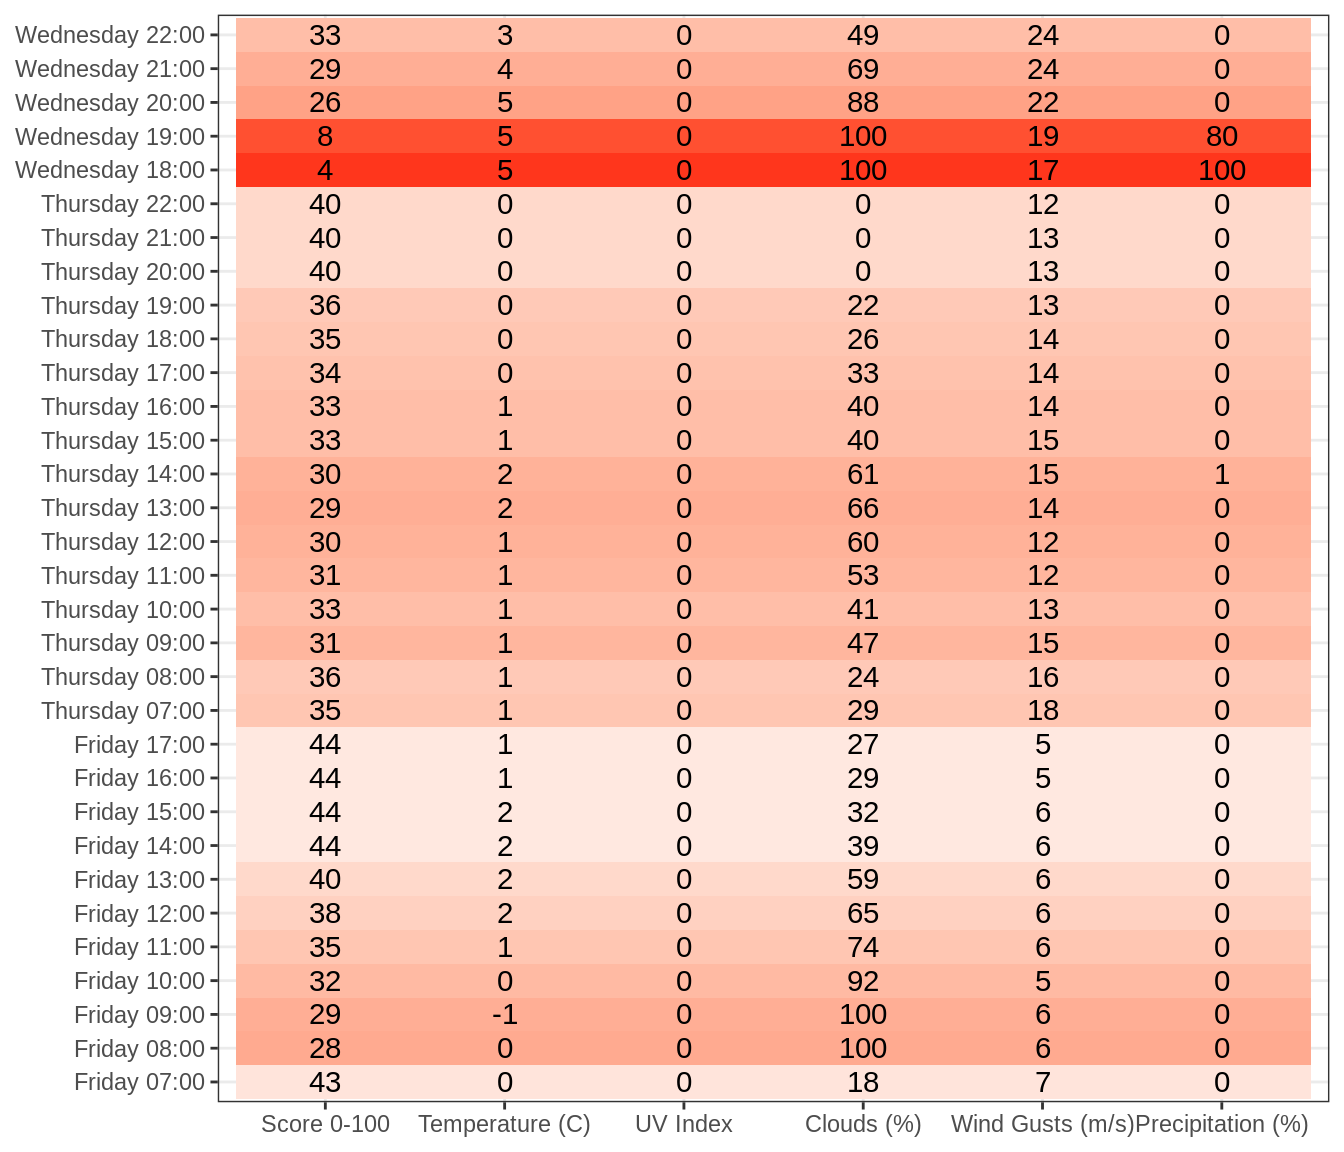 Wednesday 22:00 33 3 0 49 24 0
Wednesday 21:00 29 4 0 69 24 0
Wednesday 20:00 26 5 0 88 22 0
Wednesday 19:00 8 5 0 100 19 80
Wednesday 18:00 4 5 0 100 17 100
Thursday 22:00 40 0 0 0 12 0
Thursday 21:00 40 0 0 0 13 0
Thursday 20:00 40 0 0 0 13 0
Thursday 19:00 36 0 0 22 13 0
Thursday 18:00 35 0 0 26 14 0
Thursday 17:00 34 0 0 33 14 0
Thursday 16:00 33 1 0 40 14 0
Thursday 15:00 33 1 0 40 15 0
Thursday 14:00 30 2 0 61 15 1
Thursday 13:00 29 2 0 66 14 0
Thursday 12:00 30 1 0 60 12 0
Thursday 11:00 31 1 0 53 12 0
Thursday 10:00 33 1 0 41 13 0
Thursday 09:00 31 1 0 47 15 0
Thursday 08:00 36 1 0 24 16 0
Thursday 07:00 35 1 0 29 18 0
Friday 17:00 44 1 0 27 5 0
Friday 16:00 44 1 0 29 5 0
Friday 15:00 44 2 0 32 6 0
Friday 14:00 44 2 0 39 6 0
Friday 13:00 40 2 0 59 6 0
Friday 12:00 38 2 0 65 6 0
Friday 11:00 35 1 0 74 6 0
Friday 10:00 32 0 0 92 5 0
Friday 09:00 29 -1 0 100 6 0
Friday 08:00 28 0 0 100 6 0
Friday 07:00 43 0 0 18 7 0
Score 0-100 Temperature (C) UV Index Clouds (%) Wind Gusts (m/s) Precipitation (%)